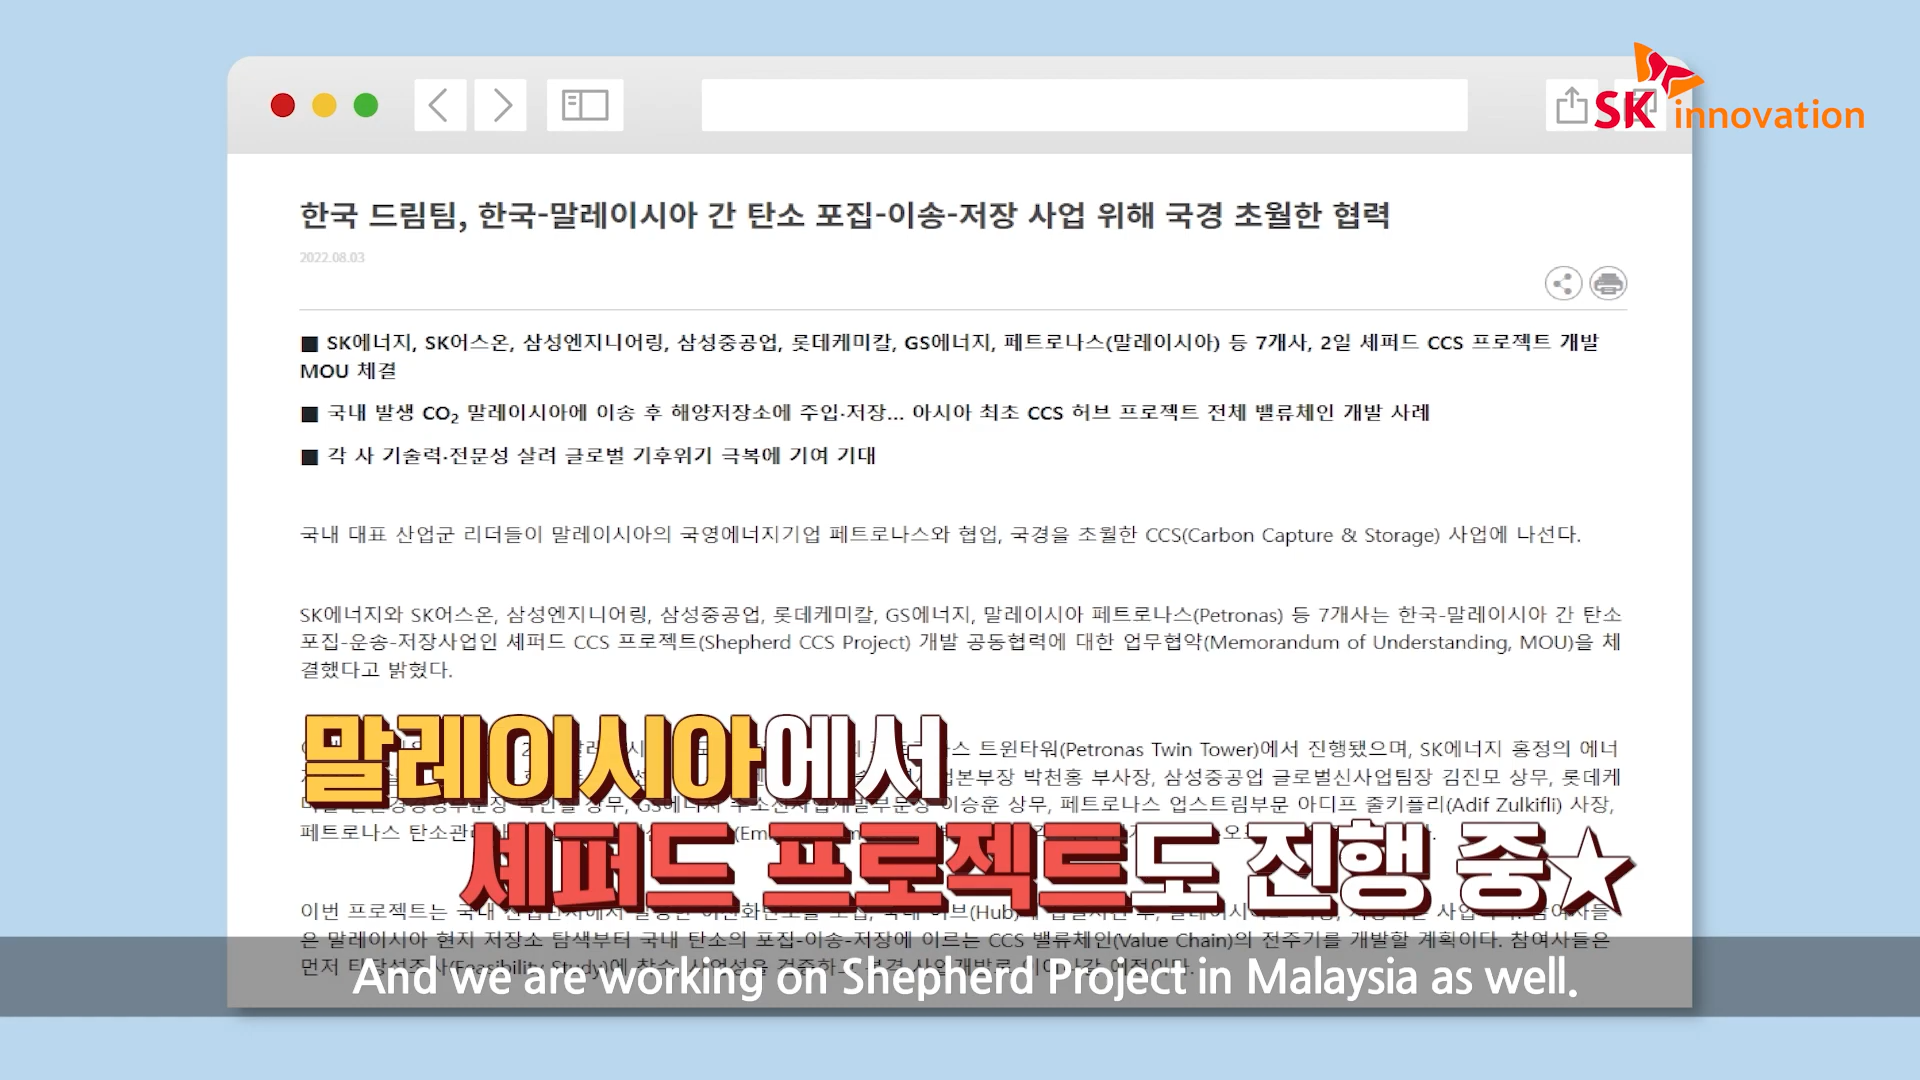 SK innovation
한국 드림팀, 한국-말레이시아 간 탄소 포집-이송-저장 사업 위해 국경 초월한 협력
2022.08.03
■ SK에너지, SK어스온, 삼성엔지니어링, 삼성중공업, 롯데케미칼, GS에너지, 페트로나스(말레이시아) 등 7개사, 2일 셰퍼드 CCS 프로젝트 개발
MOU 체결
■ 국내 발생 CO₂ 말레이시아에 이송 후 해양저장소에 주입·저장... 아시아 최초 CCS 허브 프로젝트 전체 밸류체인 개발 사례
■ 각 사 기술력·전문성 살려 글로벌 기후위기 극복에 기여 기대
국내 대표 산업군 리더들이 말레이시아의 국영에너지기업 페트로나스와 협업, 국경을 초월한 CCS(Carbon Capture & Storage) 사업에 나선다.
SK에너지와 SK어스온, 삼성엔지니어링, 삼성중공업, 롯데케미칼, GS에너지, 말레이시아 페트로나스(Petronas) 등 7개사는 한국-말레이시아 간 탄소
포집-운송-저장사업인 셰퍼드 CCS 프로젝트(Shepherd CCS Project) 개발 공동협력에 대한 업무협약(Memorandum of Understanding, MOU)을 체
결했다고 밝혔다.
트윈타워(Petronas Twin Tower)에서 진행됐으며, SK에너지 홍정의 에너
박천홍 부사장, 삼성중공업 글로벌신사업팀장 김진모 상무, 롯데케
이승훈 상무, 페트로나스 업스트림부문 아디프 줄키플리(Adif Zulkifli) 사장,
페트로나스
말레이시아에서
셰퍼드 프로젝트도 진행 중★
이번 프로젝트는 국내
은 말레이시아 현지 저장소 탐색부터 국내 탄소의 포집-이송-저장에 이르는 CCS 밸류체인(Value Chain)의 전주기를 개발할 계획이다. 참여사들은
먼저
And we are working on Shepherd Project in Malaysia as well.